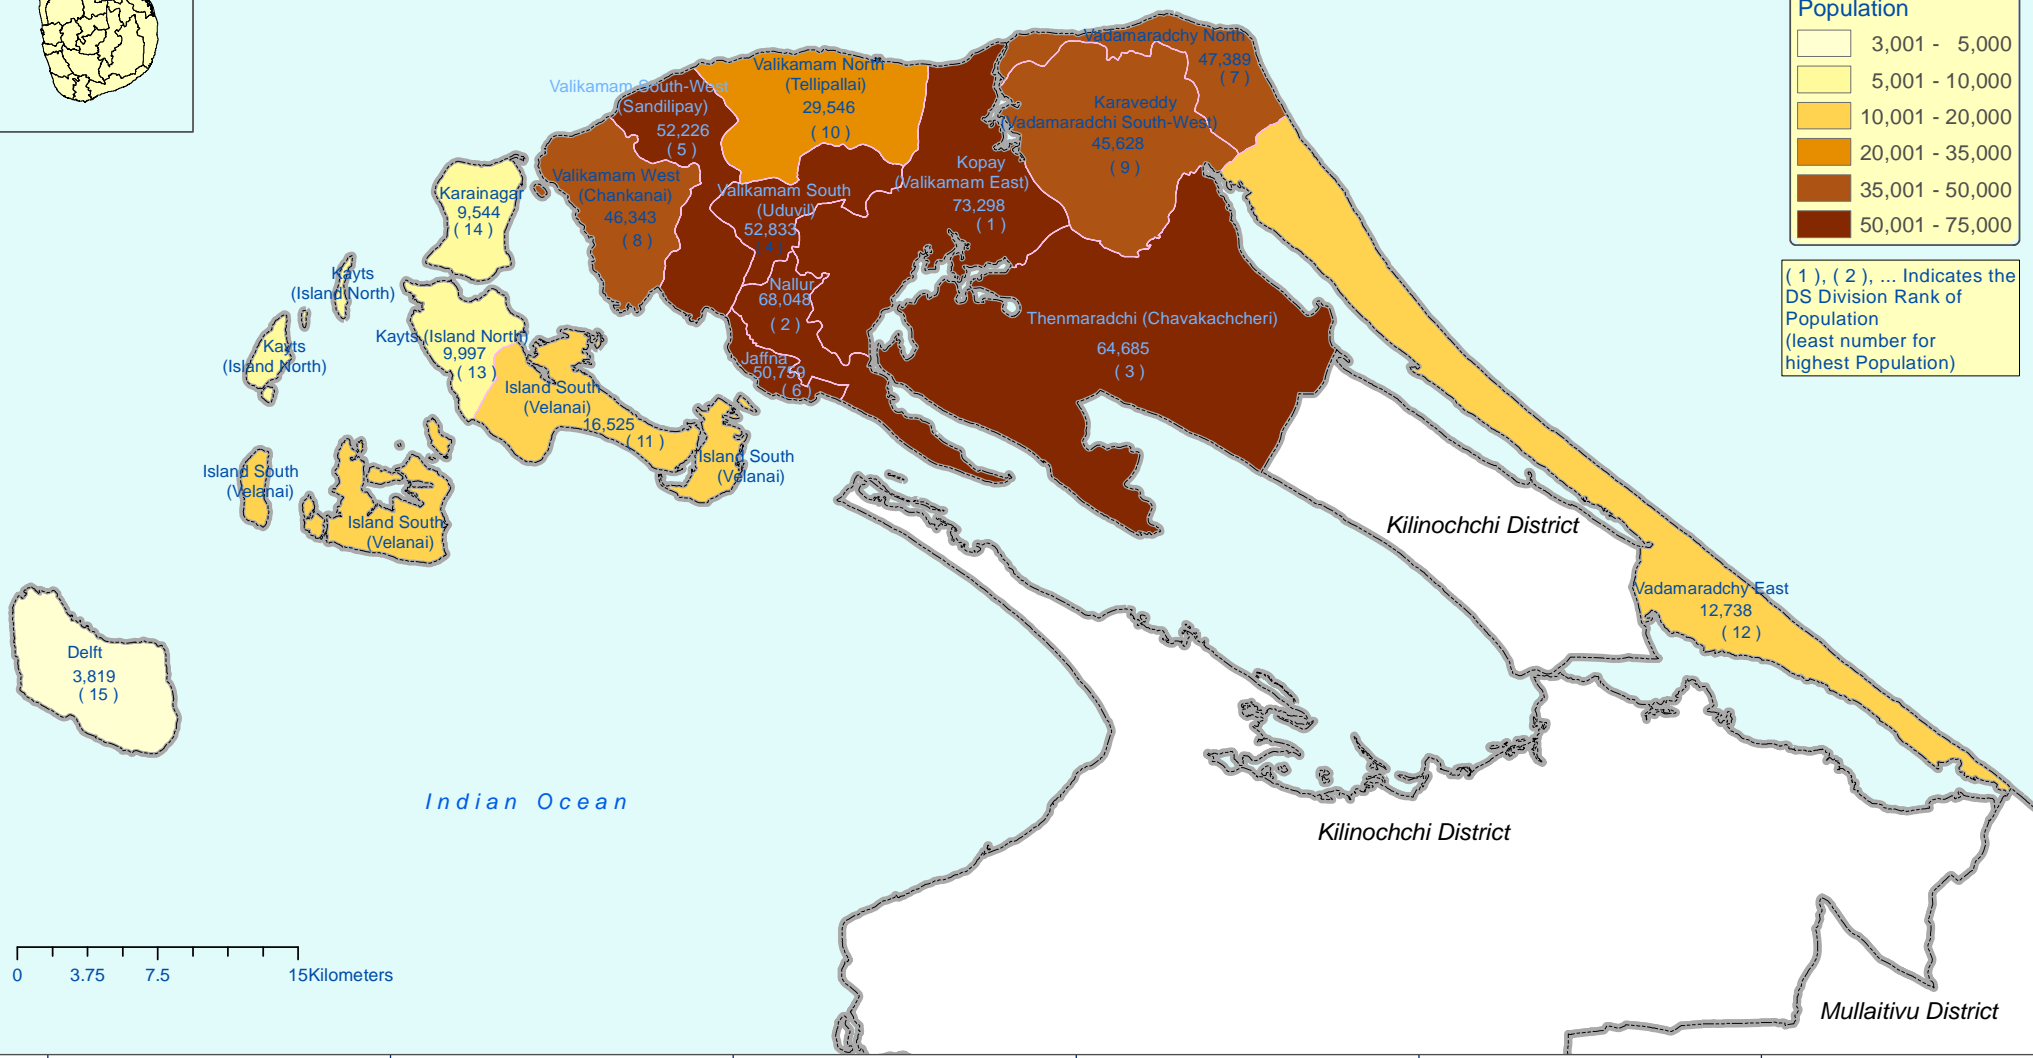 Population
3,001 - 5,000
5,001 - 10,000
10,001 - 20,000
20,001 - 35,000
35,001 - 50,000
50,001 - 75,000
( 1 ), ( 2 ), ... Indicates the
DS Division Rank of
Population
(least number for
highest Population)
Vadamaradchy North
47,389
( 7 )
Valikamam North
(Tellipallai)
29,546
( 10 )
Valikamam South-West
(Sandilipay)
52,226
( 5 )
Karaveddy
(Vadamaradchi South-West)
45,628
( 9 )
Kopay
(Valikamam East)
73,298
( 1 )
Valikamam West
(Chankanai)
46,343
( 8 )
Valikamam South
(Uduvil)
52,833
( 4 )
Karainagar
9,544
( 14 )
Kayts
(Island North)
Nallur
68,048
( 2 )
Thenmaradchi (Chavakachcheri)
64,685
( 3 )
Kayts (Island North)
9,997
( 13 )
Kayts
(Island North)
Jaffna
50,759
( 6 )
Island South
(Velanai)
16,525
( 11 )
Island South
(Velanai)
Island South
(Velanai)
Island South
(Velanai)
Kilinochchi District
Vadamaradchy East
12,738
( 12 )
Delft
3,819
( 15 )
Indian Ocean
Kilinochchi District
0 3.75 7.5 15Kilometers
Mullaitivu District